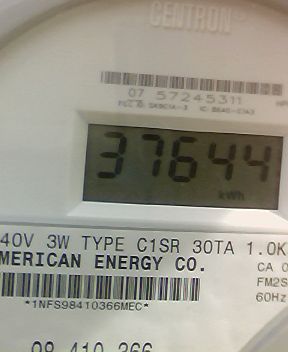 CENTRON
07 57245311
37644
kWh
40V 3W TYPE C1SR 30TA 1.0K
MERICAN ENERGY CO.
CA 0
FM2S
60Hz
*1NFS98410366MEC*
98 410 366